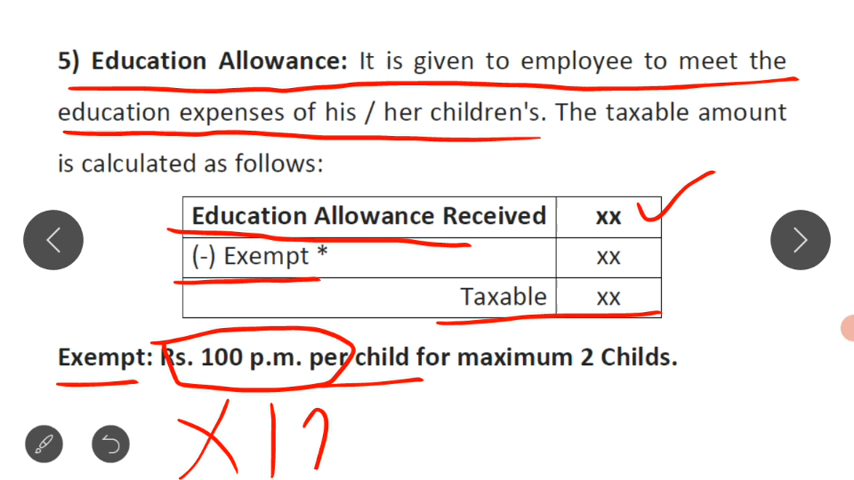 5) Education Allowance: It is given to employee to meet the
education expenses of his / her children's. The taxable amount
is calculated as follows:
Education Allowance Received xx
(-) Exempt * xx
Taxable xx
Exempt: Rs. 100 p.m. per child for maximum 2 Childs.